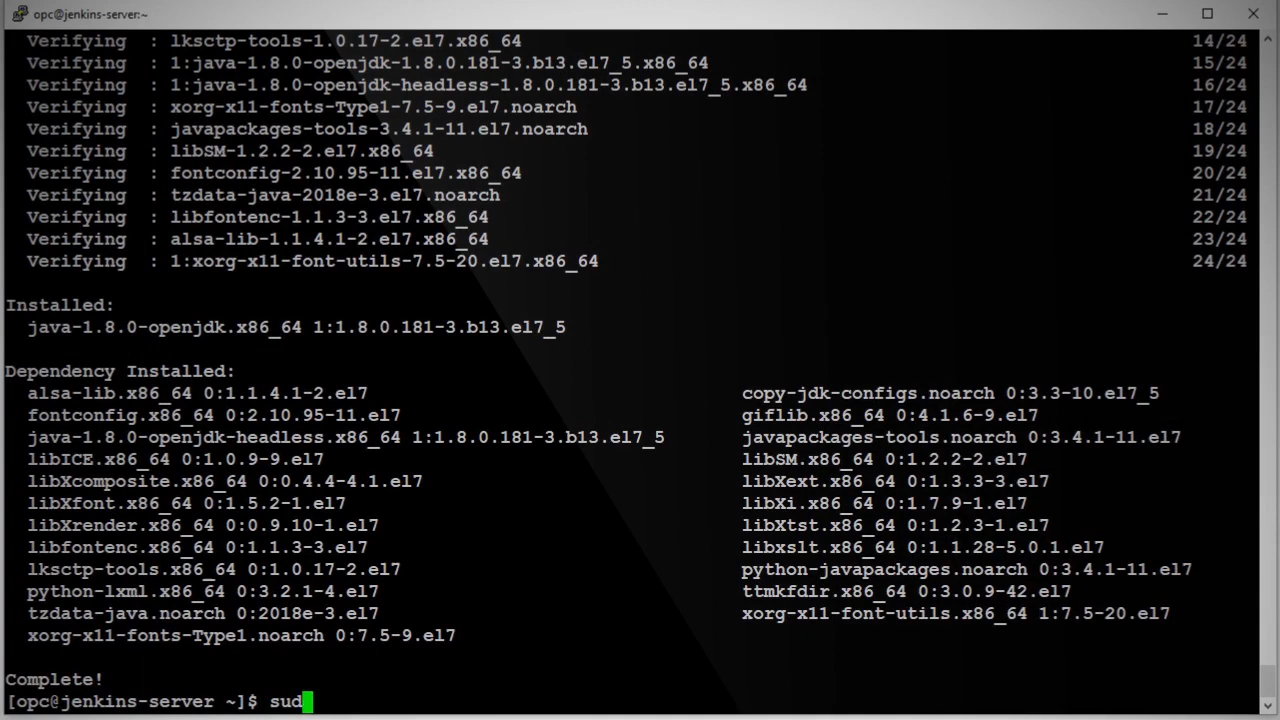 opc@jenkins-server:~
Verifying : lksctp-tools-1.0.17-2.el7.x86_64 14/24
Verifying : 1:java-1.8.0-openjdk-1.8.0.181-3.b13.el7_5.x86_64 15/24
Verifying : 1:java-1.8.0-openjdk-headless-1.8.0.181-3.b13.el7_5.x86_64 16/24
Verifying : xorg-x11-fonts-Type1-7.5-9.el7.noarch 17/24
Verifying : javapackages-tools-3.4.1-11.el7.noarch 18/24
Verifying : libSM-1.2.2-2.el7.x86_64 19/24
Verifying : fontconfig-2.10.95-11.el7.x86_64 20/24
Verifying : tzdata-java-2018e-3.el7.noarch 21/24
Verifying : libfontenc-1.1.3-3.el7.x86_64 22/24
Verifying : alsa-lib-1.1.4.1-2.el7.x86_64 23/24
Verifying : 1:xorg-x11-font-utils-7.5-20.el7.x86_64 24/24
Installed:
java-1.8.0-openjdk.x86_64 1:1.8.0.181-3.b13.el7_5
Dependency Installed:
alsa-lib.x86_64 0:1.1.4.1-2.el7 copy-jdk-configs.noarch 0:3.3-10.el7_5
fontconfig.x86_64 0:2.10.95-11.el7 giflib.x86_64 0:4.1.6-9.el7
java-1.8.0-openjdk-headless.x86_64 1:1.8.0.181-3.b13.el7_5 javapackages-tools.noarch 0:3.4.1-11.el7
libICE.x86_64 0:1.0.9-9.el7 libSM.x86_64 0:1.2.2-2.el7
libXcomposite.x86_64 0:0.4.4-4.1.el7 libXext.x86_64 0:1.3.3-3.el7
libXfont.x86_64 0:1.5.2-1.el7 libXi.x86_64 0:1.7.9-1.el7
libXrender.x86_64 0:0.9.10-1.el7 libXtst.x86_64 0:1.2.3-1.el7
libfontenc.x86_64 0:1.1.3-3.el7 libxslt.x86_64 0:1.1.28-5.0.1.el7
lksctp-tools.x86_64 0:1.0.17-2.el7 python-javapackages.noarch 0:3.4.1-11.el7
python-lxml.x86_64 0:3.2.1-4.el7 ttmkfdir.x86_64 0:3.0.9-42.el7
tzdata-java.noarch 0:2018e-3.el7 xorg-x11-font-utils.x86_64 1:7.5-20.el7
xorg-x11-fonts-Type1.noarch 0:7.5-9.el7
Complete!
[opc@jenkins-server ~]$ sud